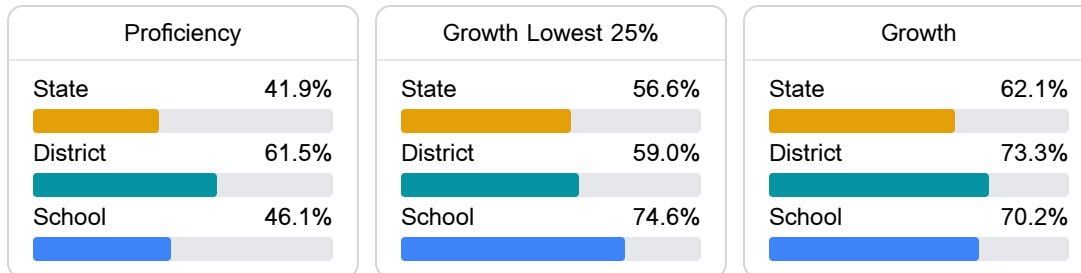 Proficiency
State 41.9%
District 61.5%
School 46.1%
Growth Lowest 25%
State 56.6%
District 59.0%
School 74.6%
Growth
State 62.1%
District 73.3%
School 70.2%